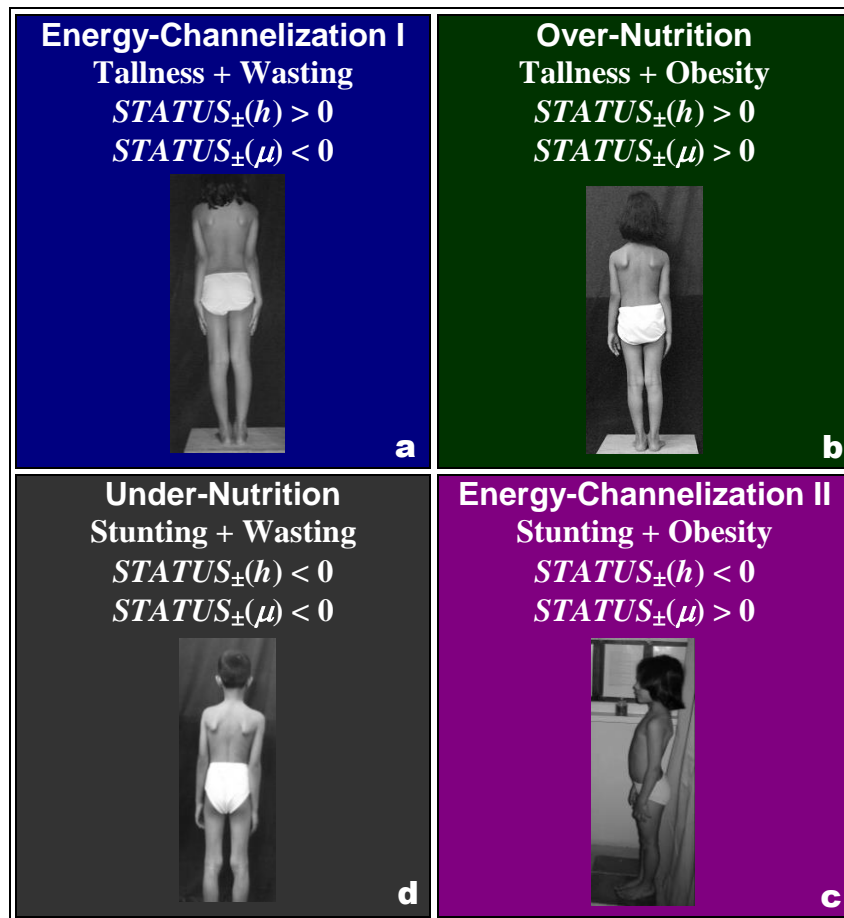 Energy-Channelization I
Tallness + Wasting
STATUS±(h) > 0
STATUS±(μ) < 0
a
Over-Nutrition
Tallness + Obesity
STATUS±(h) > 0
STATUS±(μ) > 0
b
Under-Nutrition
Stunting + Wasting
STATUS±(h) < 0
STATUS±(μ) < 0
d
Energy-Channelization II
Stunting + Obesity
STATUS±(h) < 0
STATUS±(μ) > 0
c